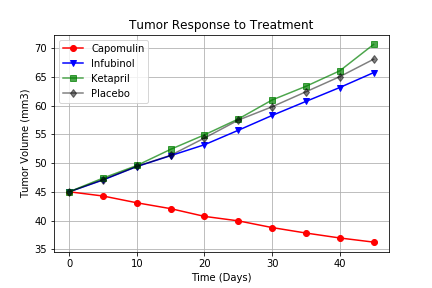 Tumor Response to Treatment
Tumor Volume (mm3)
70
65
60
55
50
45
40
35
Capomulin
Infubinol
Ketapril
Placebo
0
10
20
30
40
Time (Days)